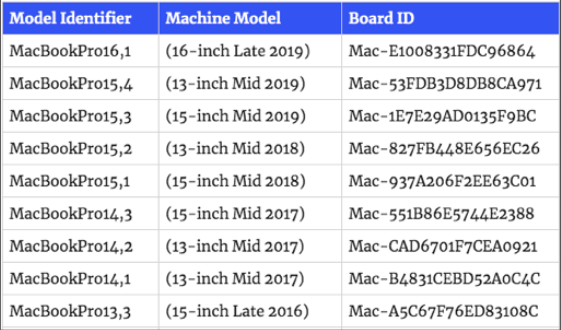 Model Identifier Machine Model Board ID
MacBookPro16,1 (16-inch Late 2019) Mac-E1008331FDC96864
MacBookPro15,4 (13-inch Mid 2019) Mac-53FDB3D8DB8CA971
MacBookPro15,3 (15-inch Mid 2019) Mac-1E7E29AD0135F9BC
MacBookPro15,2 (13-inch Mid 2018) Mac-827FB448E656EC26
MacBookPro15,1 (15-inch Mid 2018) Mac-937A206F2EE63C01
MacBookPro14,3 (15-inch Mid 2017) Mac-551B86E5744E2388
MacBookPro14,2 (13-inch Mid 2017) Mac-CAD6701F7CEA0921
MacBookPro14,1 (13-inch Mid 2017) Mac-B4831CEBD52A0C4C
MacBookPro13,3 (15-inch Late 2016) Mac-A5C67F76ED83108C